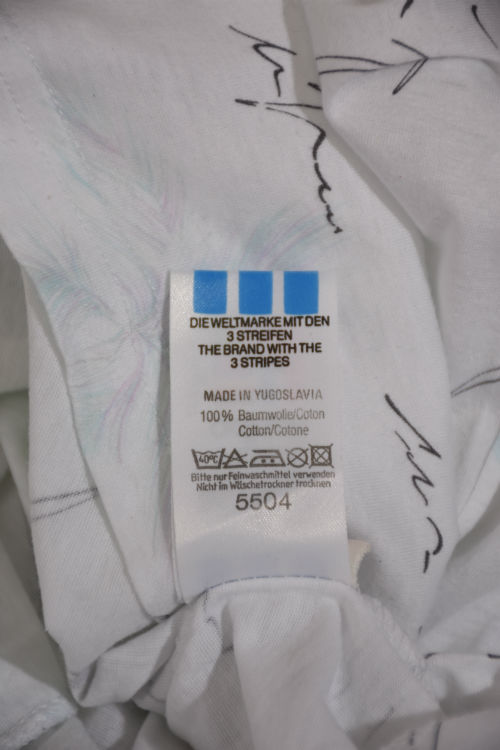 DIE WELTMARKE MIT DEN
3 STREIFEN
THE BRAND WITH THE
3 STRIPES
MADE IN YUGOSLAVIA
100% Baumwolle/Coton
Cotton/Cotone
40°C
Bitte nur Feinwaschmittel verwenden
Nicht im Wäschetrockner trocknen
5504